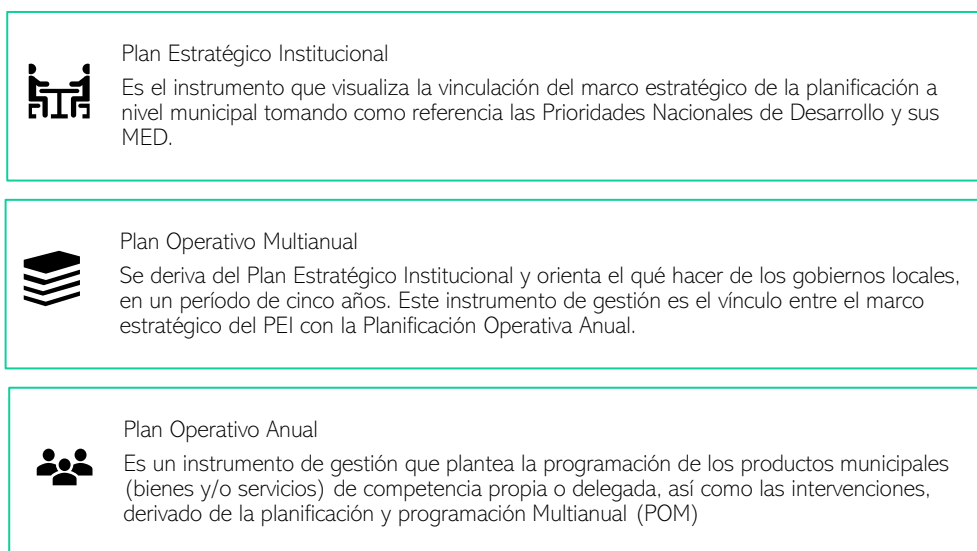 Plan Estratégico Institucional
Es el instrumento que visualiza la vinculación del marco estratégico de la planificación a
nivel municipal tomando como referencia las Prioridades Nacionales de Desarrollo y sus
MED.
Plan Operativo Multianual
Se deriva del Plan Estratégico Institucional y orienta el qué hacer de los gobiernos locales,
en un período de cinco años. Este instrumento de gestión es el vínculo entre el marco
estratégico del PEI con la Planificación Operativa Anual.
Plan Operativo Anual
Es un instrumento de gestión que plantea la programación de los productos municipales
(bienes y/o servicios) de competencia propia o delegada, así como las intervenciones,
derivado de la planificación y programación Multianual (POM)